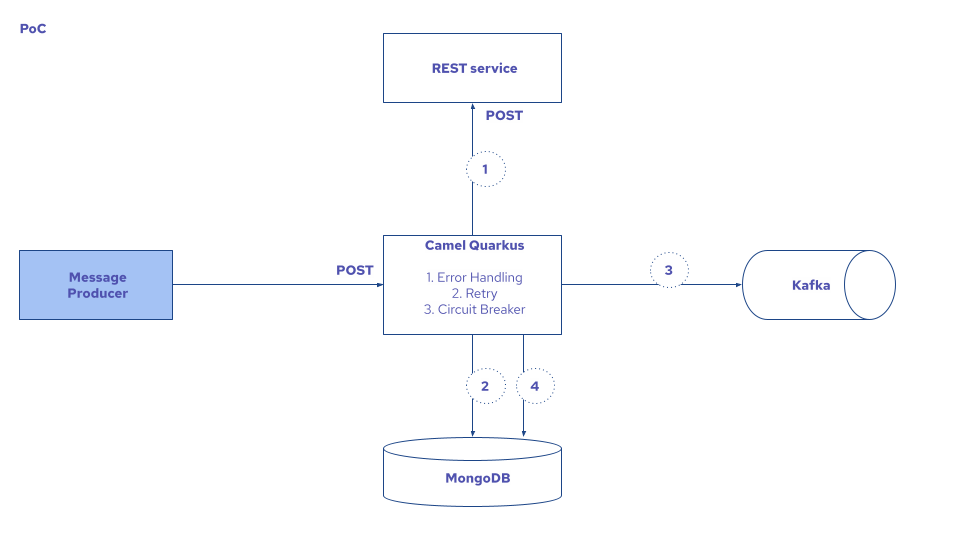 PoC
REST service
POST
1
Camel Quarkus
1. Error Handling
2. Retry
3. Circuit Breaker
Message
Producer
POST
3
Kafka
2
4
MongoDB